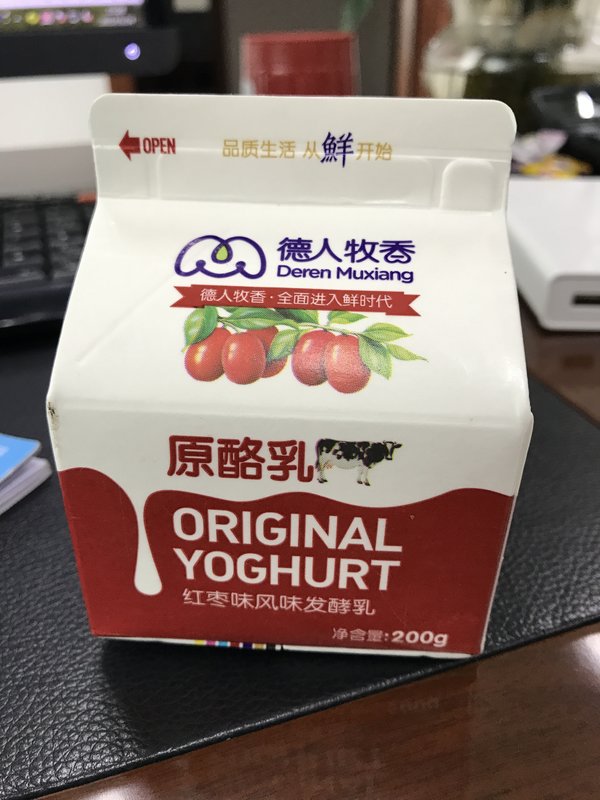 OPEN
品质生活 从鲜开始
德人牧香
Deren Muxiang
德人牧香·全面进入鲜时代
原酪乳
ORIGINAL
YOGHURT
红枣味风味发酵乳
净含量:200g